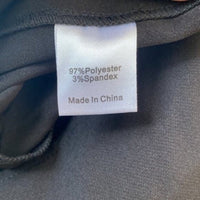 97%Polyester
3%Spandex
Made In China